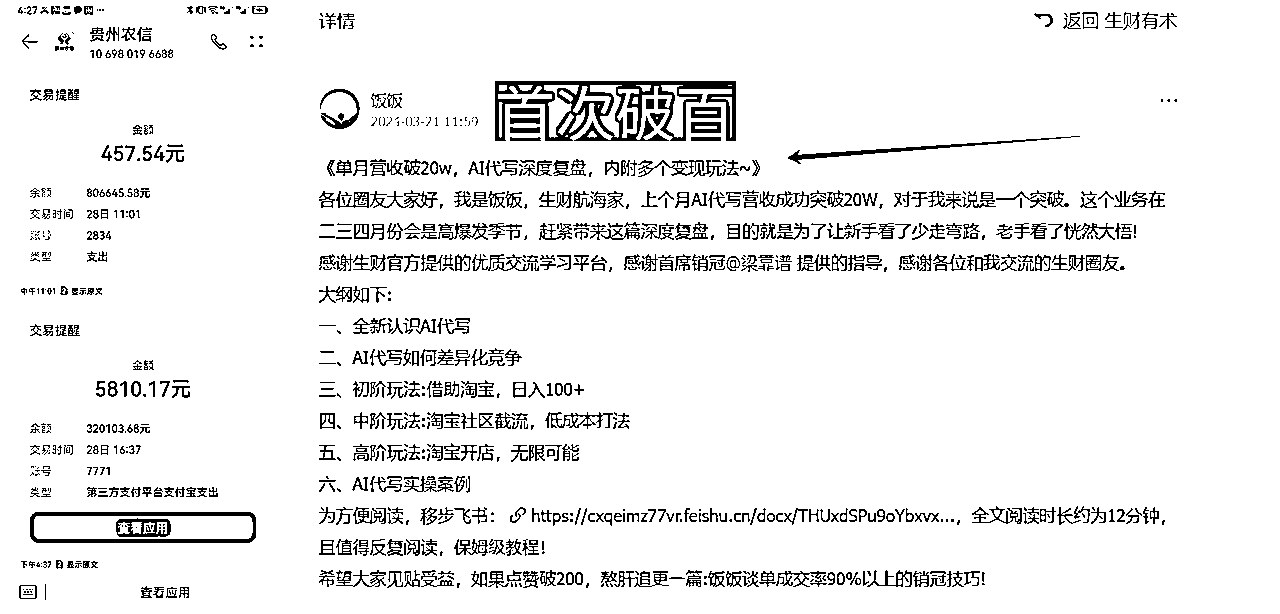 4:27
贵州农信
10 698 019 6688
交易提醒
金额
457.54元
余额 806645.58元
交易时间 28日 11:01
账号 2834
类型 支出
中午11:01 显示原文
交易提醒
金额
5810.17元
余额 320103.68元
交易时间 28日 16:37
账号 7771
类型 第三方支付平台支付宝支出
查看应用
下午4:37 显示原文
查看应用
详情
返回 生财有术
饭饭
首次破百
11:59
《单月营收破20w，AI代写深度复盘，内附多个变现玩法~》
各位圈友大家好，我是饭饭，生财航海家，上个月AI代写营收成功突破20W，对于我来说是一个突破。这个业务在
二三四月份会是高爆发季节，赶紧带来这篇深度复盘，目的就是为了让新手看了少走弯路，老手看了恍然大悟!
感谢生财官方提供的优质交流学习平台，感谢首席销冠@梁靠谱 提供的指导，感谢各位和我交流的生财圈友。
大纲如下:
一、全新认识AI代写
二、AI代写如何差异化竞争
三、初阶玩法:借助淘宝，日入100+
四、中阶玩法:淘宝社区截流，低成本打法
五、高阶玩法:淘宝开店，无限可能
六、AI代写实操案例
为方便阅读，移步飞书： https://cxqeimz77vr.feishu.cn/docx/THUxdSPu9oYbxvx...，全文阅读时长约为12分钟，
且值得反复阅读，保姆级教程!
希望大家见贴受益，如果点赞破200，熬肝追更一篇:饭饭谈单成交率90%以上的销冠技巧!